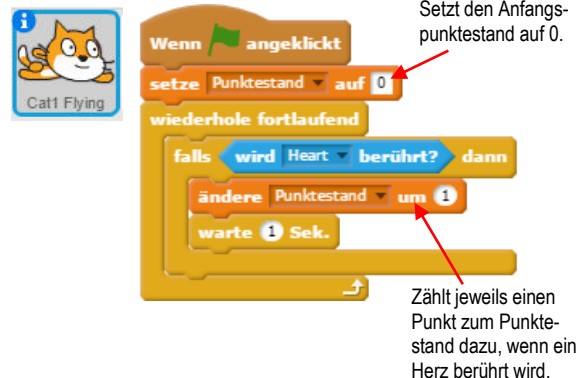 Setzt den Anfangs-
punktestand auf 0.
i
Cat1 Flying
Wenn angeklickt
setze Punktestand auf 0
wiederhole fortlaufend
falls wird Heart berührt? dann
ändere Punktestand um 1
warte 1 Sek.
Zählt jeweils einen
Punkt zum Punkte-
stand dazu, wenn ein
Herz berührt wird.